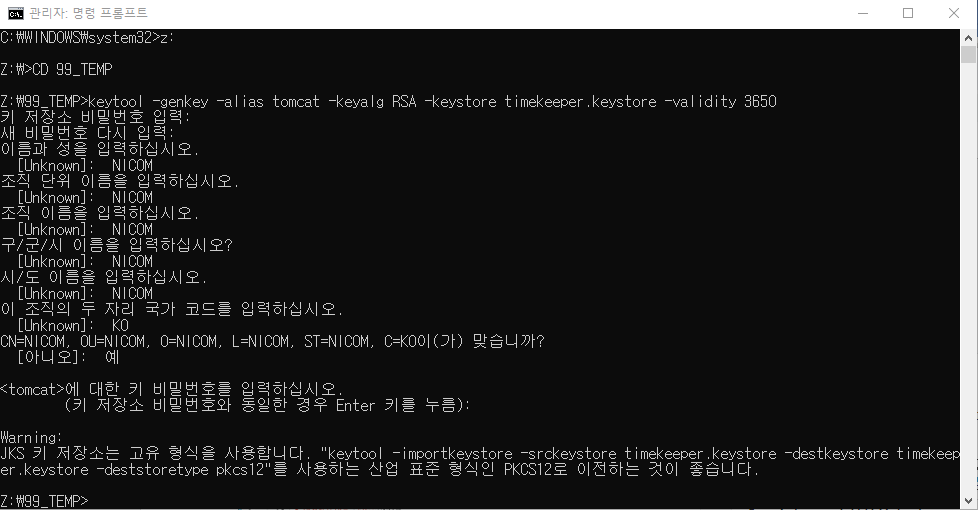 관리자: 명령 프롬프트
C:\WINDOWS\system32>z:
Z:\>CD 99_TEMP
Z:\99_TEMP>keytool -genkey -alias tomcat -keyalg RSA -keystore timekeeper.keystore -validity 3650
키 저장소 비밀번호 입력:
새 비밀번호 다시 입력:
이름과 성을 입력하십시오.
[Unknown]: NICOM
조직 단위 이름을 입력하십시오.
[Unknown]: NICOM
조직 이름을 입력하십시오.
[Unknown]: NICOM
구/군/시 이름을 입력하십시오?
[Unknown]: NICOM
시/도 이름을 입력하십시오.
[Unknown]: NICOM
이 조직의 두 자리 국가 코드를 입력하십시오.
[Unknown]: KO
CN=NICOM, OU=NICOM, O=NICOM, L=NICOM, ST=NICOM, C=KO이(가) 맞습니까?
[아니오]: 예
<tomcat>에 대한 키 비밀번호를 입력하십시오.
(키 저장소 비밀번호와 동일한 경우 Enter 키를 누름):
Warning:
JKS 키 저장소는 고유 형식을 사용합니다. "keytool -importkeystore -srckeystore timekeeper.keystore -destkeystore timekeep
er.keystore -deststoretype pkcs12"를 사용하는 산업 표준 형식인 PKCS12로 이전하는 것이 좋습니다.
Z:\99_TEMP>